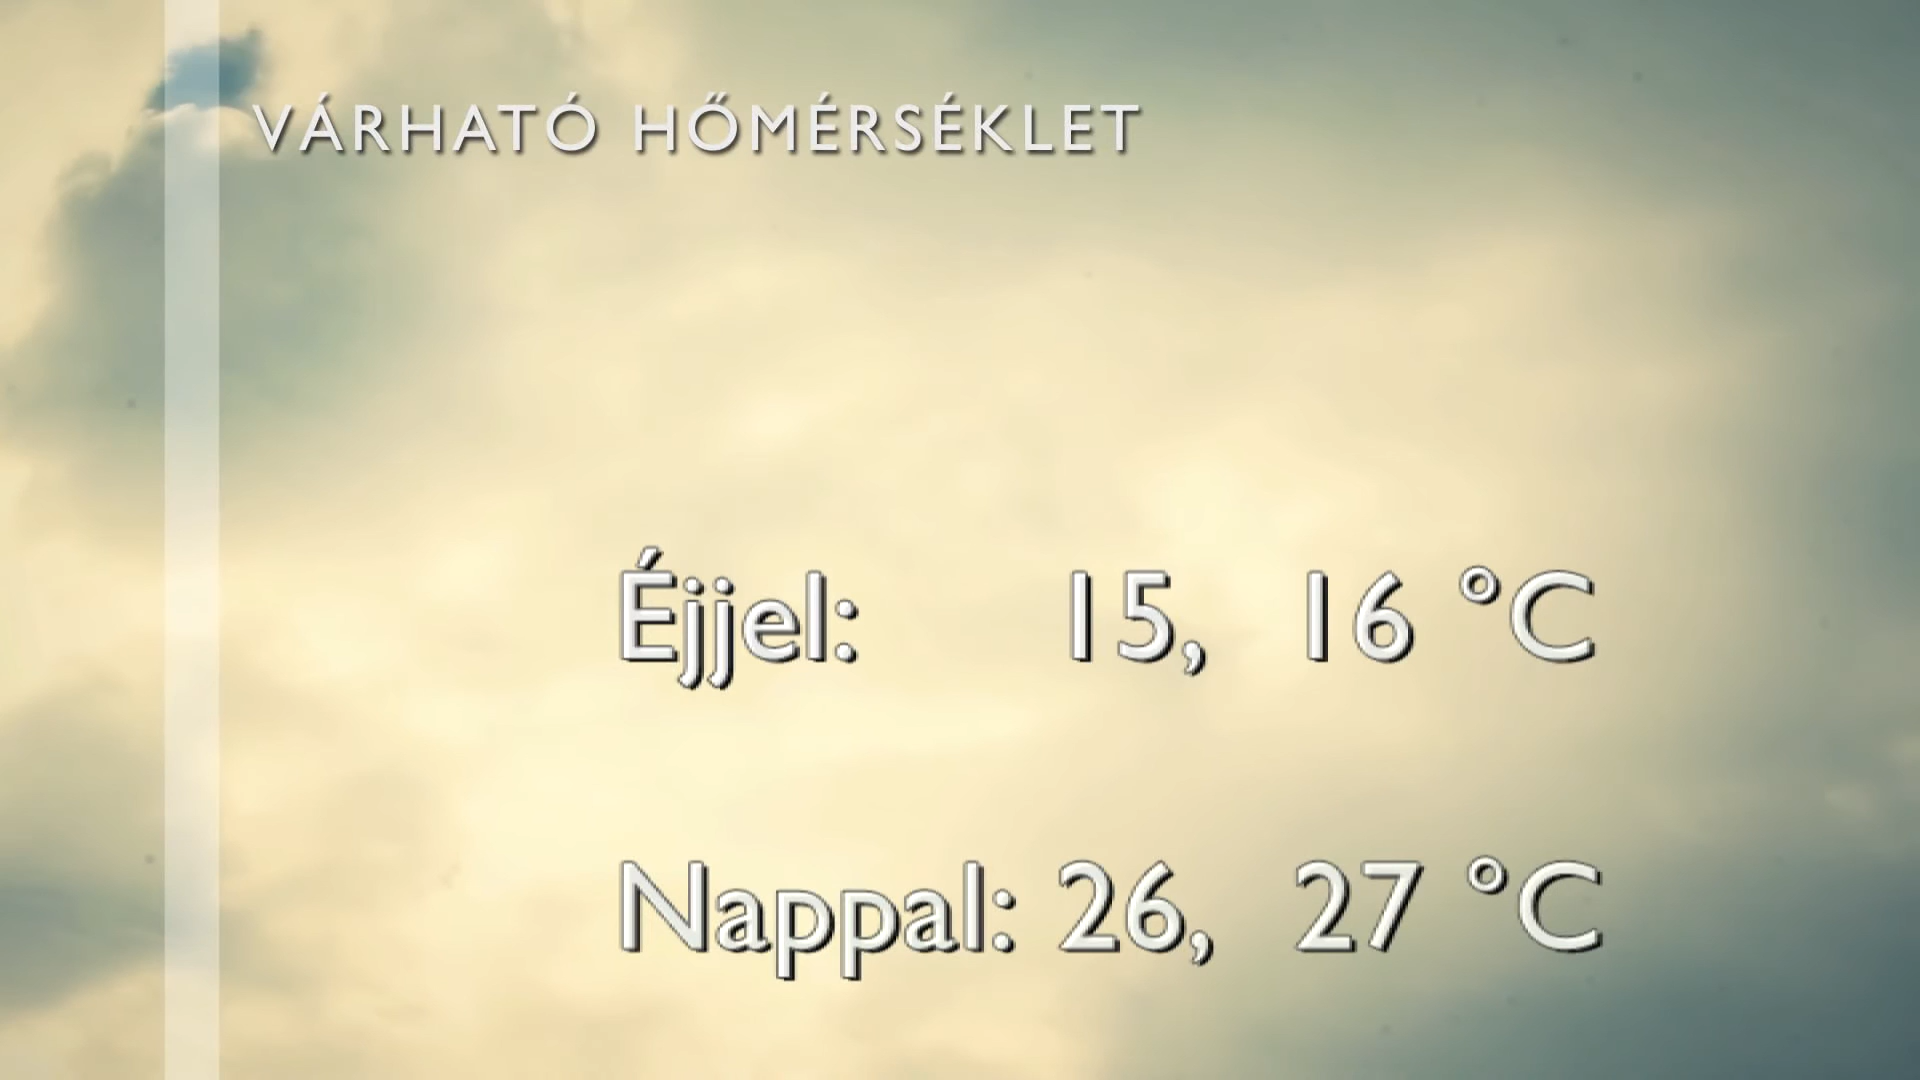 VÁRHATÓ HŐMÉRSÉKLET
Éjjel: 15, 16 °C
Nappal: 26, 27 °C